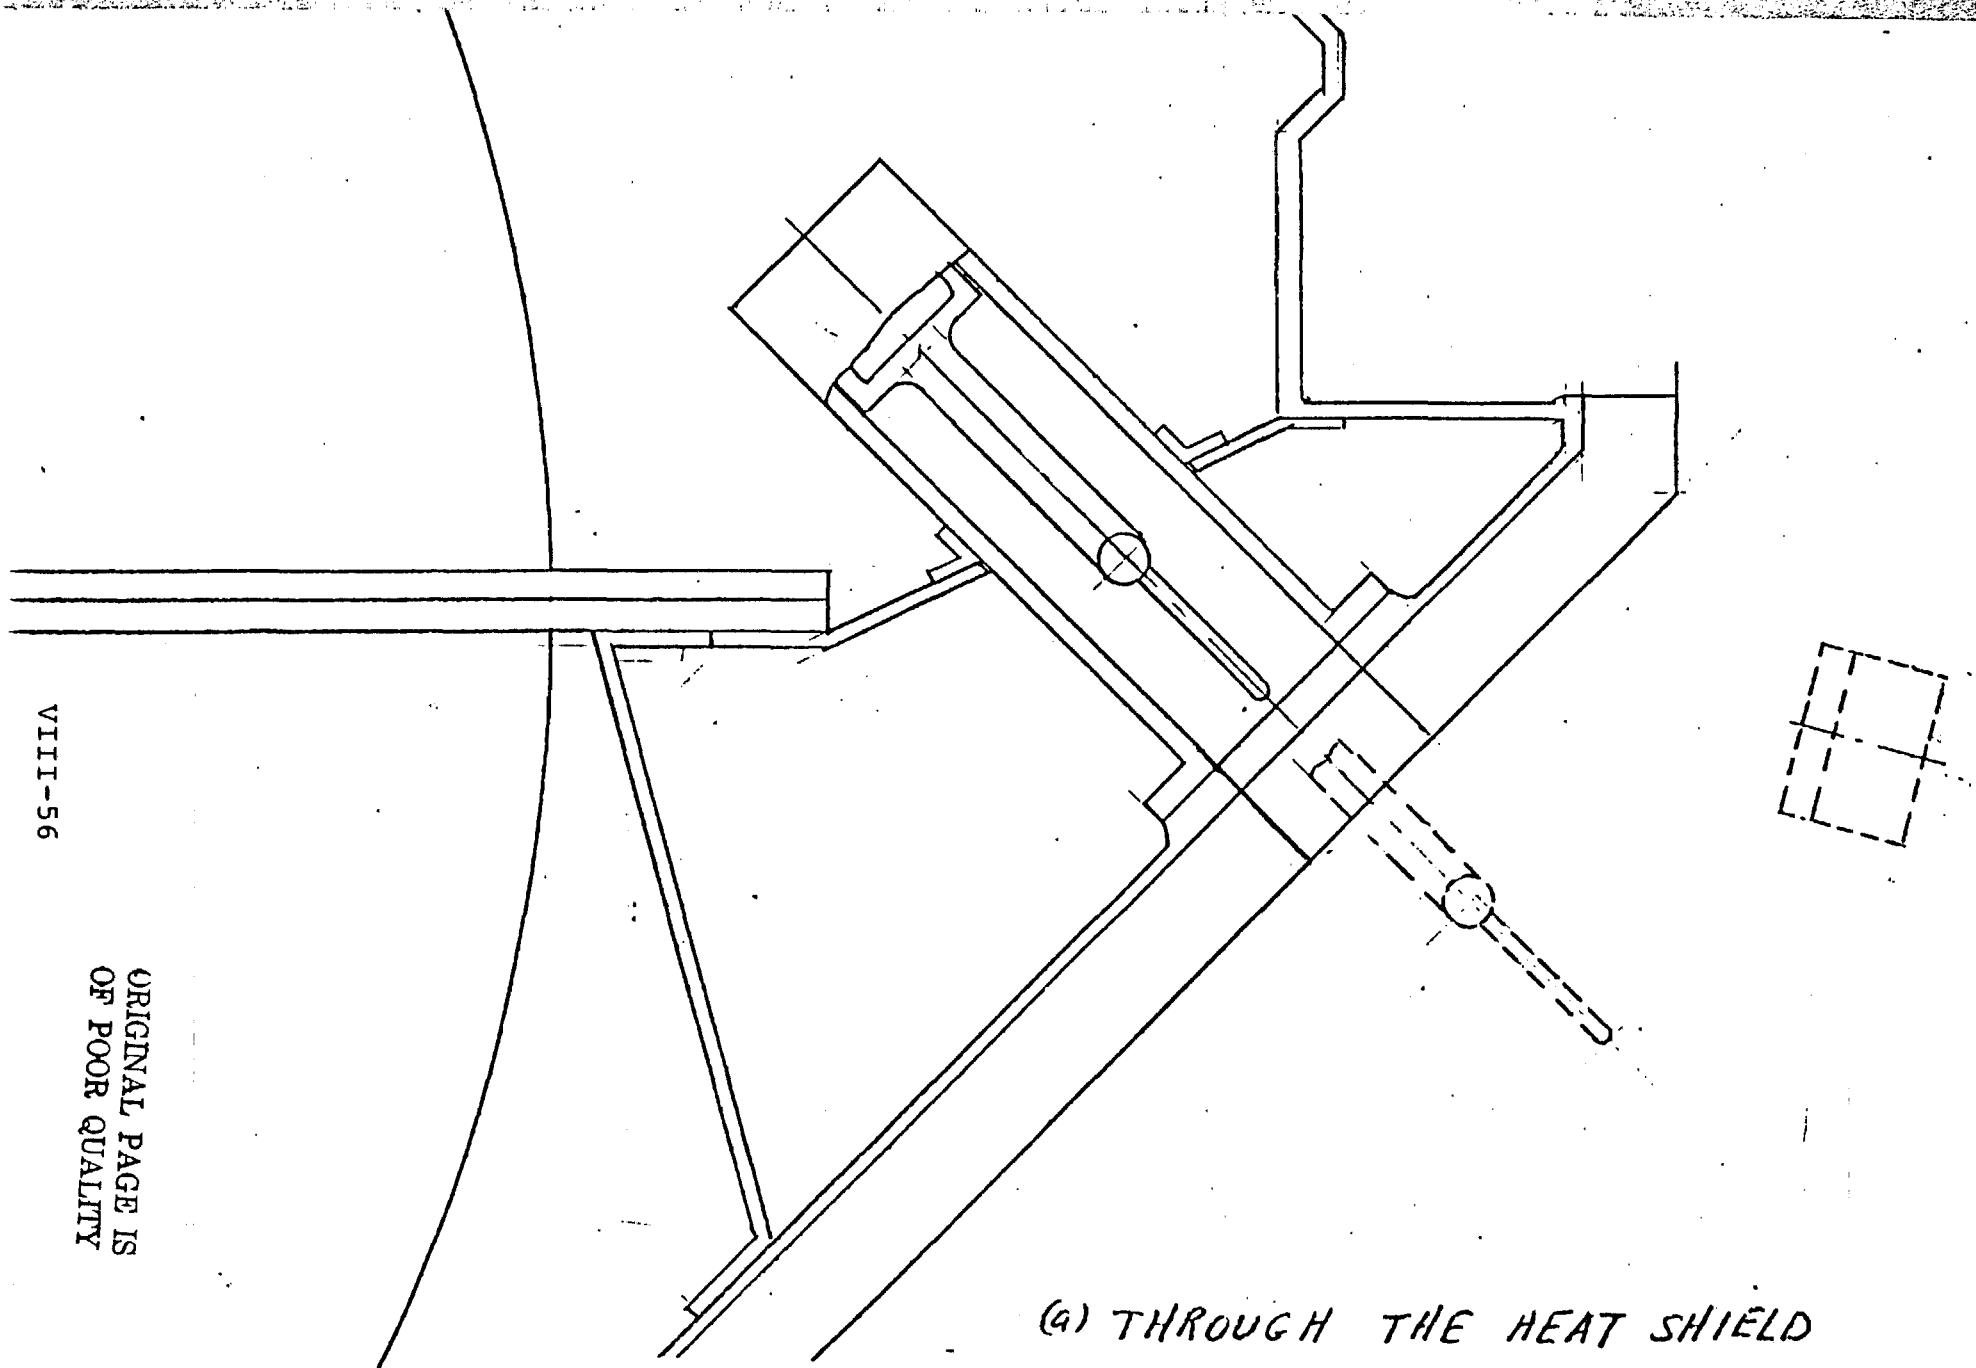 VIII-56
ORIGINAL PAGE IS
OF POOR QUALITY
(a) THROUGH THE HEAT SHIELD